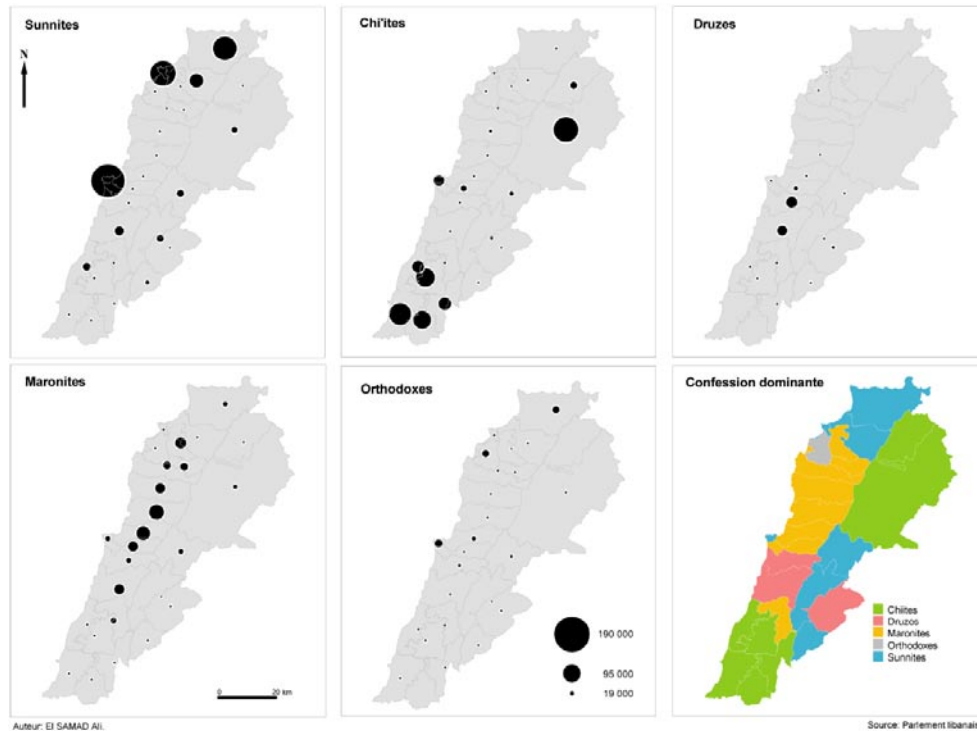 Sunnites
N
Chi'ites
Druzes
Maronites
Orthodoxes
190 000
95 000
19 000
0 20 km
Confession dominante
Chiites
Druzos
Maronites
Orthodoxes
Sunnites
Auteur: El SAMAD Ali.
Source: Parlement libanais